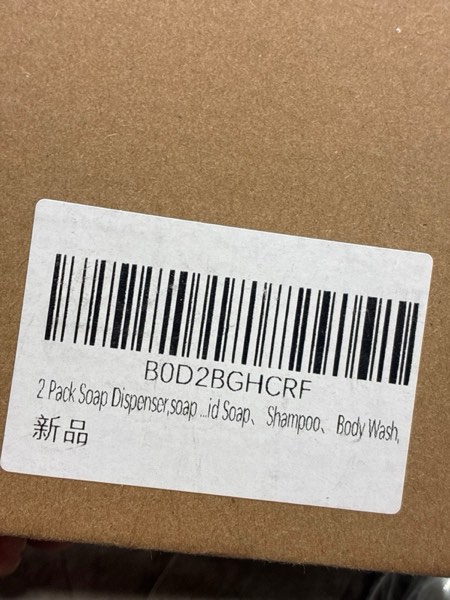 B0D2BGHCRF
2 Pack Soap Dispenser,soap ...id Soap、 Shampoo、 Body Wash,
新品